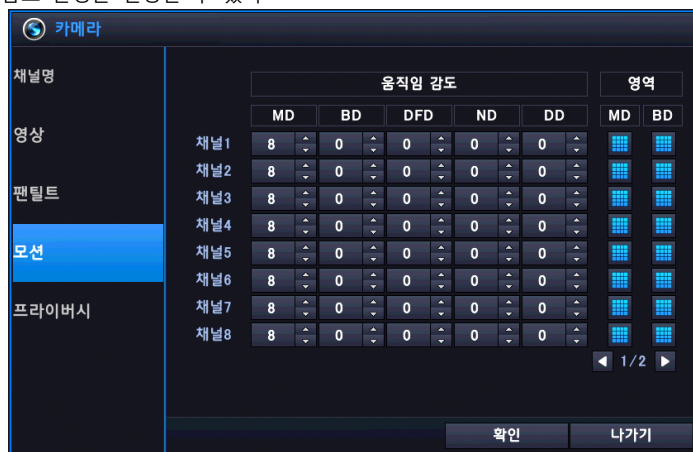 카메라
채널명
영상
팬틸트
모션
프라이버시
움직임 감도 영역
MD BD DFD ND DD MD BD
채널1 8 0 0 0 0
채널2 8 0 0 0 0
채널3 8 0 0 0 0
채널4 8 0 0 0 0
채널5 8 0 0 0 0
채널6 8 0 0 0 0
채널7 8 0 0 0 0
채널8 8 0 0 0 0
1/2
확인 나가기